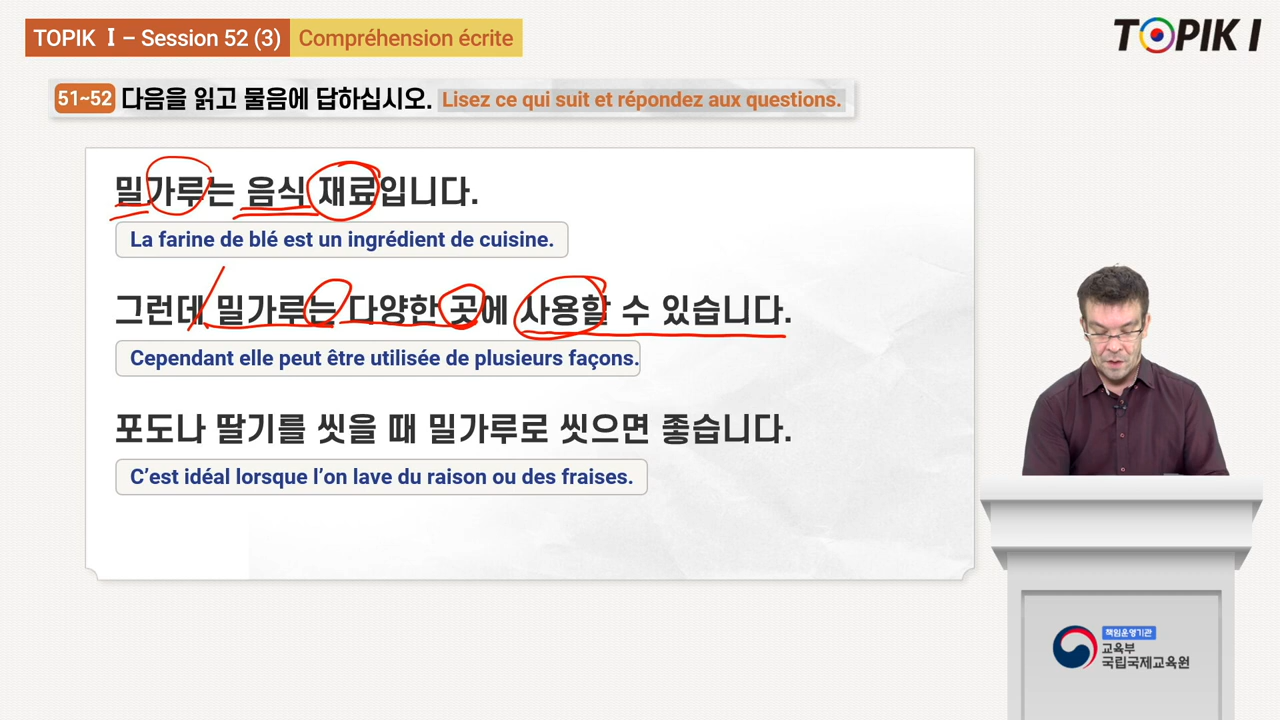 TOPIK Ⅰ – Session 52 (3) Compréhension écrite
TOPIK I
51~52 다음을 읽고 물음에 답하십시오. Lisez ce qui suit et répondez aux questions.
밀가루는 음식 재료입니다.
La farine de blé est un ingrédient de cuisine.
그런데 밀가루는 다양한 곳에 사용할 수 있습니다.
Cependant elle peut être utilisée de plusieurs façons.
포도나 딸기를 씻을 때 밀가루로 씻으면 좋습니다.
C’est idéal lorsque l’on lave du raison ou des fraises.
책임운영기관
교육부
국립국제교육원